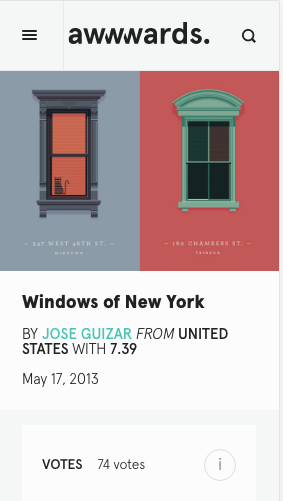 awwwards.
– 347 WEST 46TH ST. –
MIDTOWN
– 169 CHAMBERS ST. –
TRIBECA
Windows of New York
BY JOSE GUIZAR FROM UNITED
STATES WITH 7.39
May 17, 2013
VOTES 74 votes
i